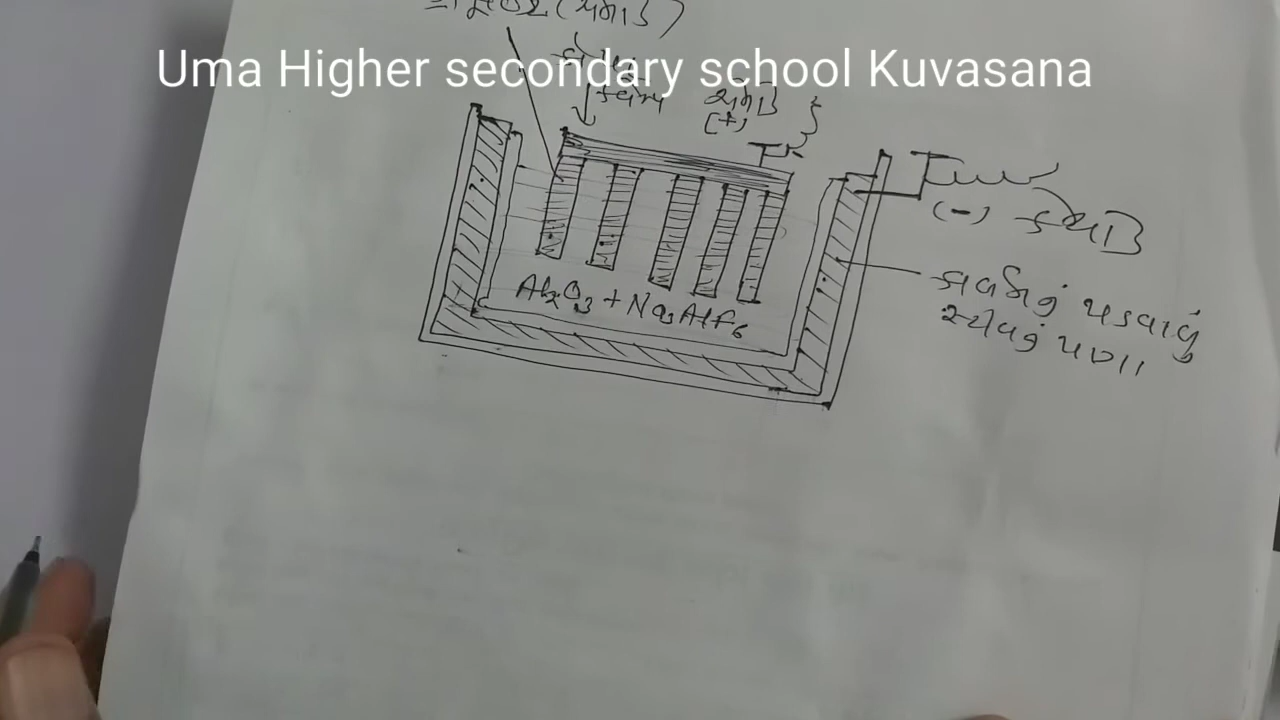 ગ્રેફાઇટ (એનોડ)
Uma Higher secondary school Kuvasana
એનોડ
(+)
(-) કેથોડ
કાર્બનનું પડવાળું
સ્ટીલનું પાત્ર
Al₂O₃ + Na₃AlF₆